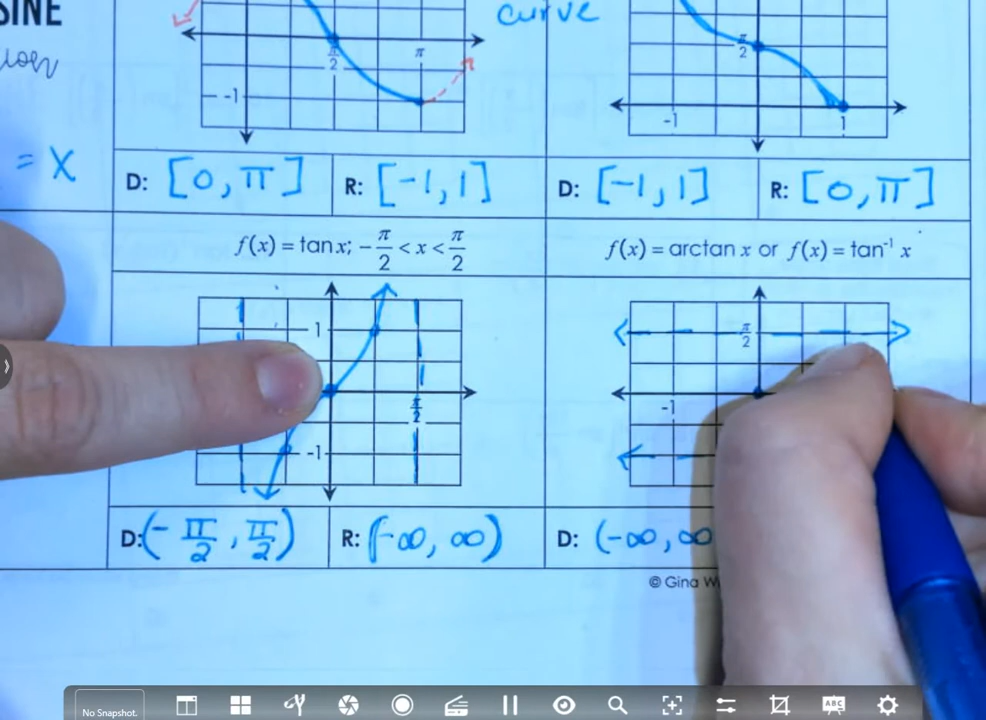 SINE
curve
π/2
π
-1
π/2
-1
1
= X
D: [0, π]
R: [-1, 1]
D: [-1, 1]
R: [0, π]
f(x) = tan x; -π/2 < x < π/2
f(x) = arctan x or f(x) = tan⁻¹ x
1
π/2
-1
π/2
-1
D: (-π/2, π/2)
R: (-∞, ∞)
D: (-∞, ∞
© Gina W
No Snapshot.
ABC